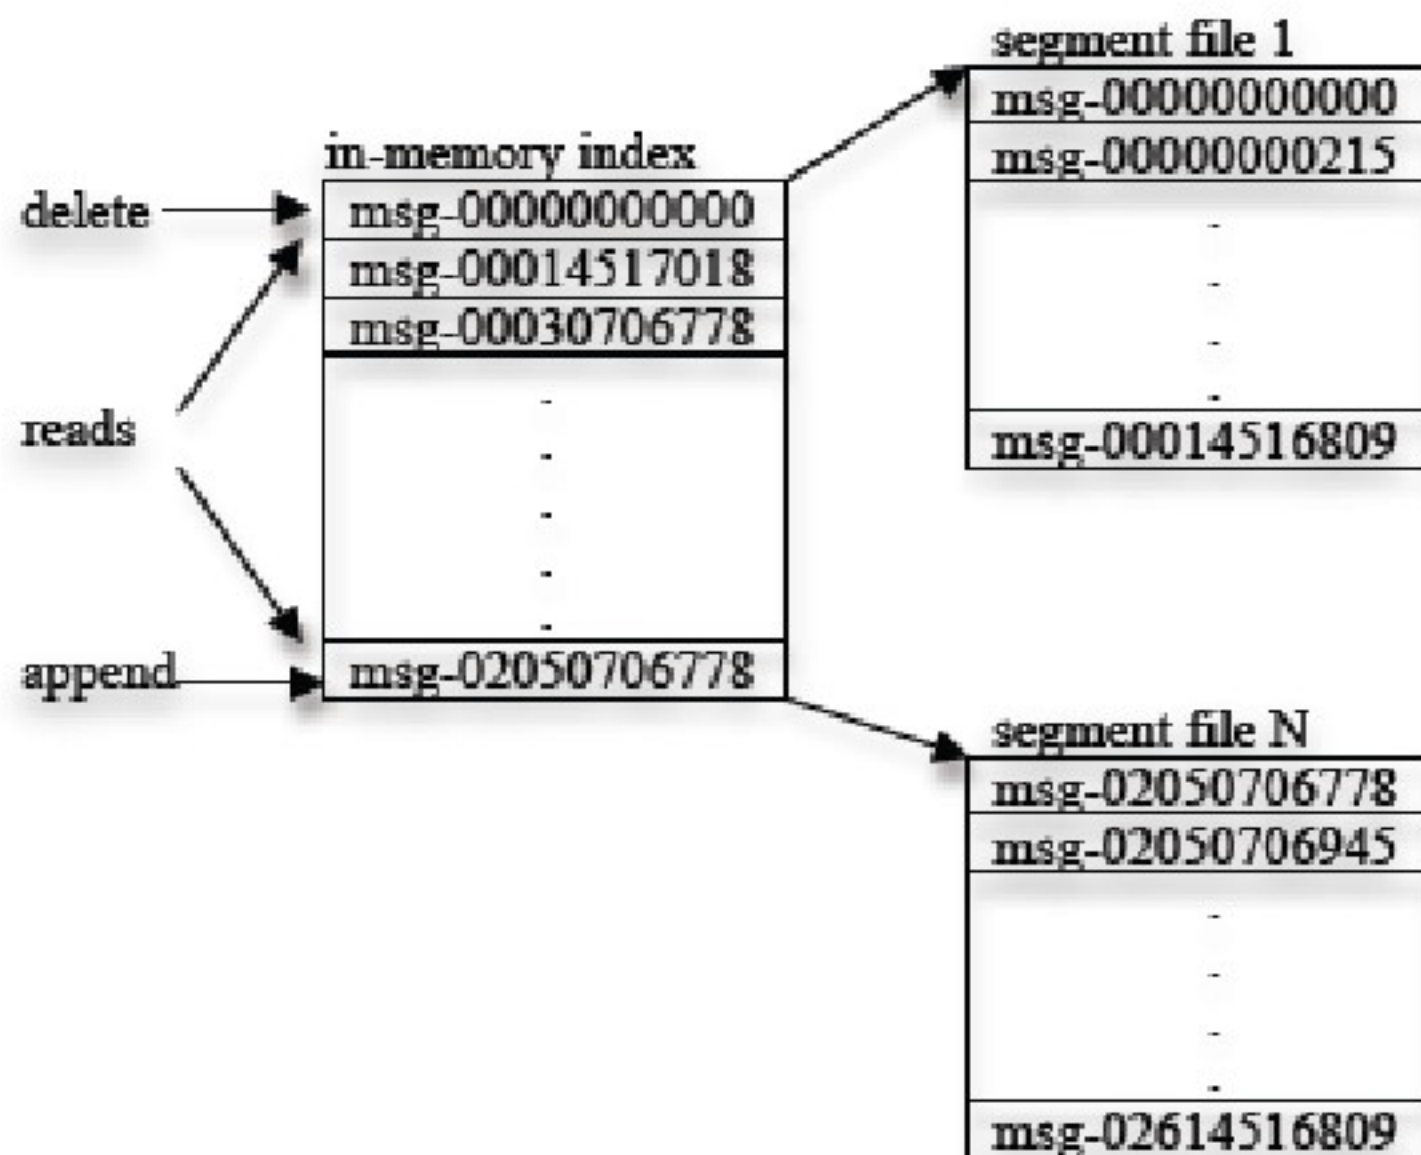 segment file 1
msg-00000000000
msg-00000000215
msg-00014516809
in-memory index
msg-00000000000
msg-00014517018
msg-00030706778
msg-02050706778
delete
reads
append
segment file N
msg-02050706778
msg-02050706945
msg-02614516809